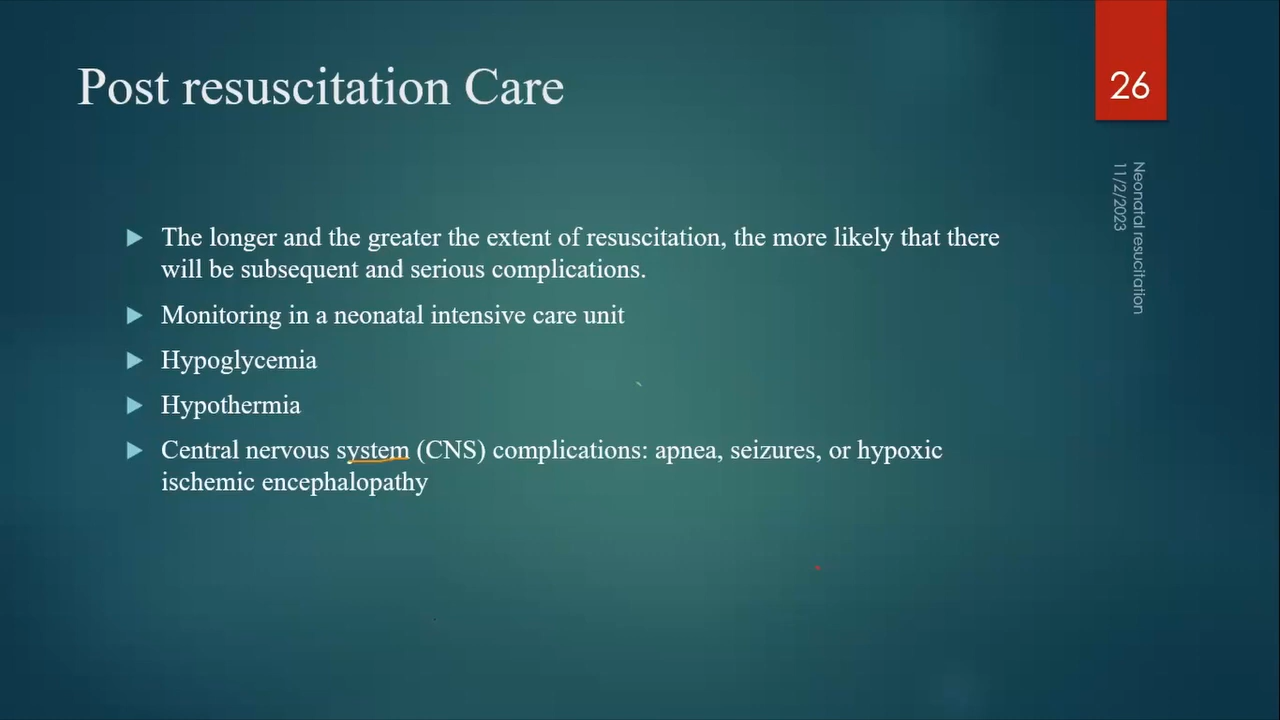 Post resuscitation Care
26
Neonatal resucitation
11/2/2023
The longer and the greater the extent of resuscitation, the more likely that there
will be subsequent and serious complications.
Monitoring in a neonatal intensive care unit
Hypoglycemia
Hypothermia
Central nervous system (CNS) complications: apnea, seizures, or hypoxic
ischemic encephalopathy